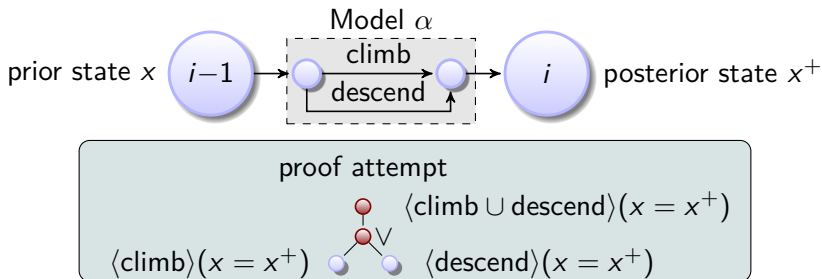 Model α
prior state x
i−1
climb
descend
i
posterior state x⁺
proof attempt
⟨climb ∪ descend⟩(x = x⁺)
∨
⟨climb⟩(x = x⁺)
⟨descend⟩(x = x⁺)